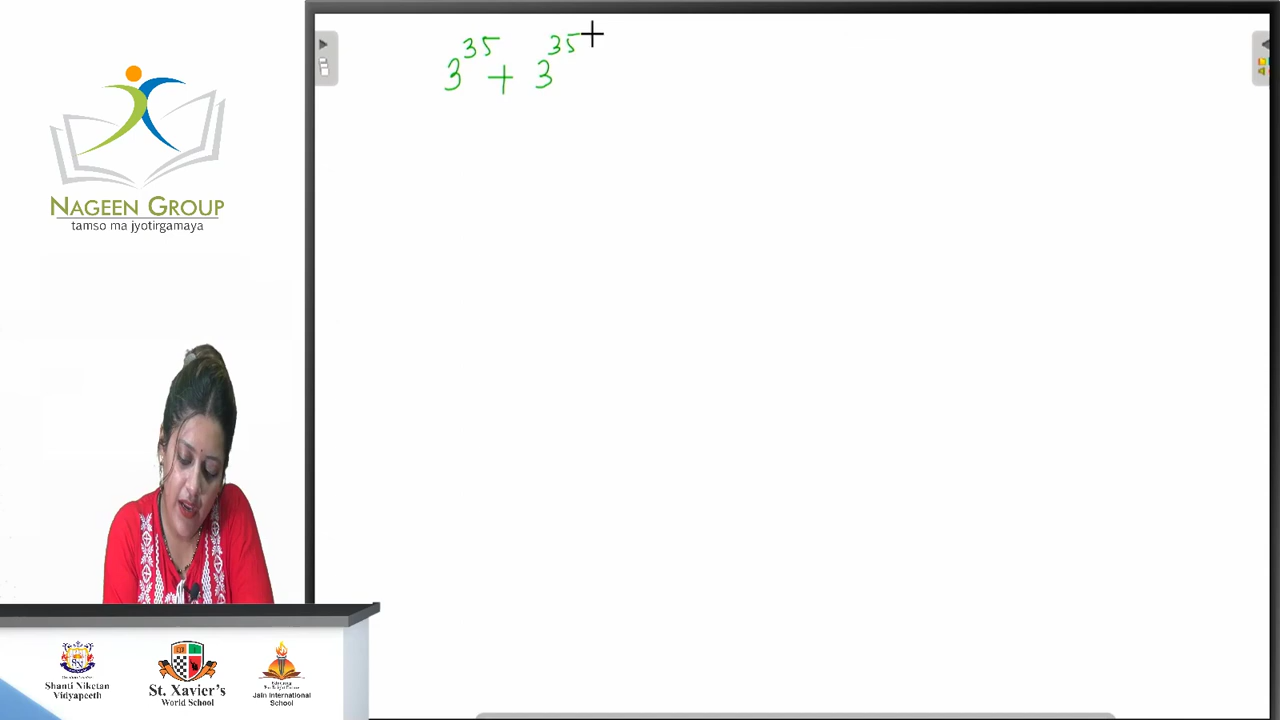 3^35 + 3^35
NAGEEN GROUP
tamso ma jyotirgamaya
Shanti Niketan
Vidyapeeth
St. Xavier's
World School
Jain International
School